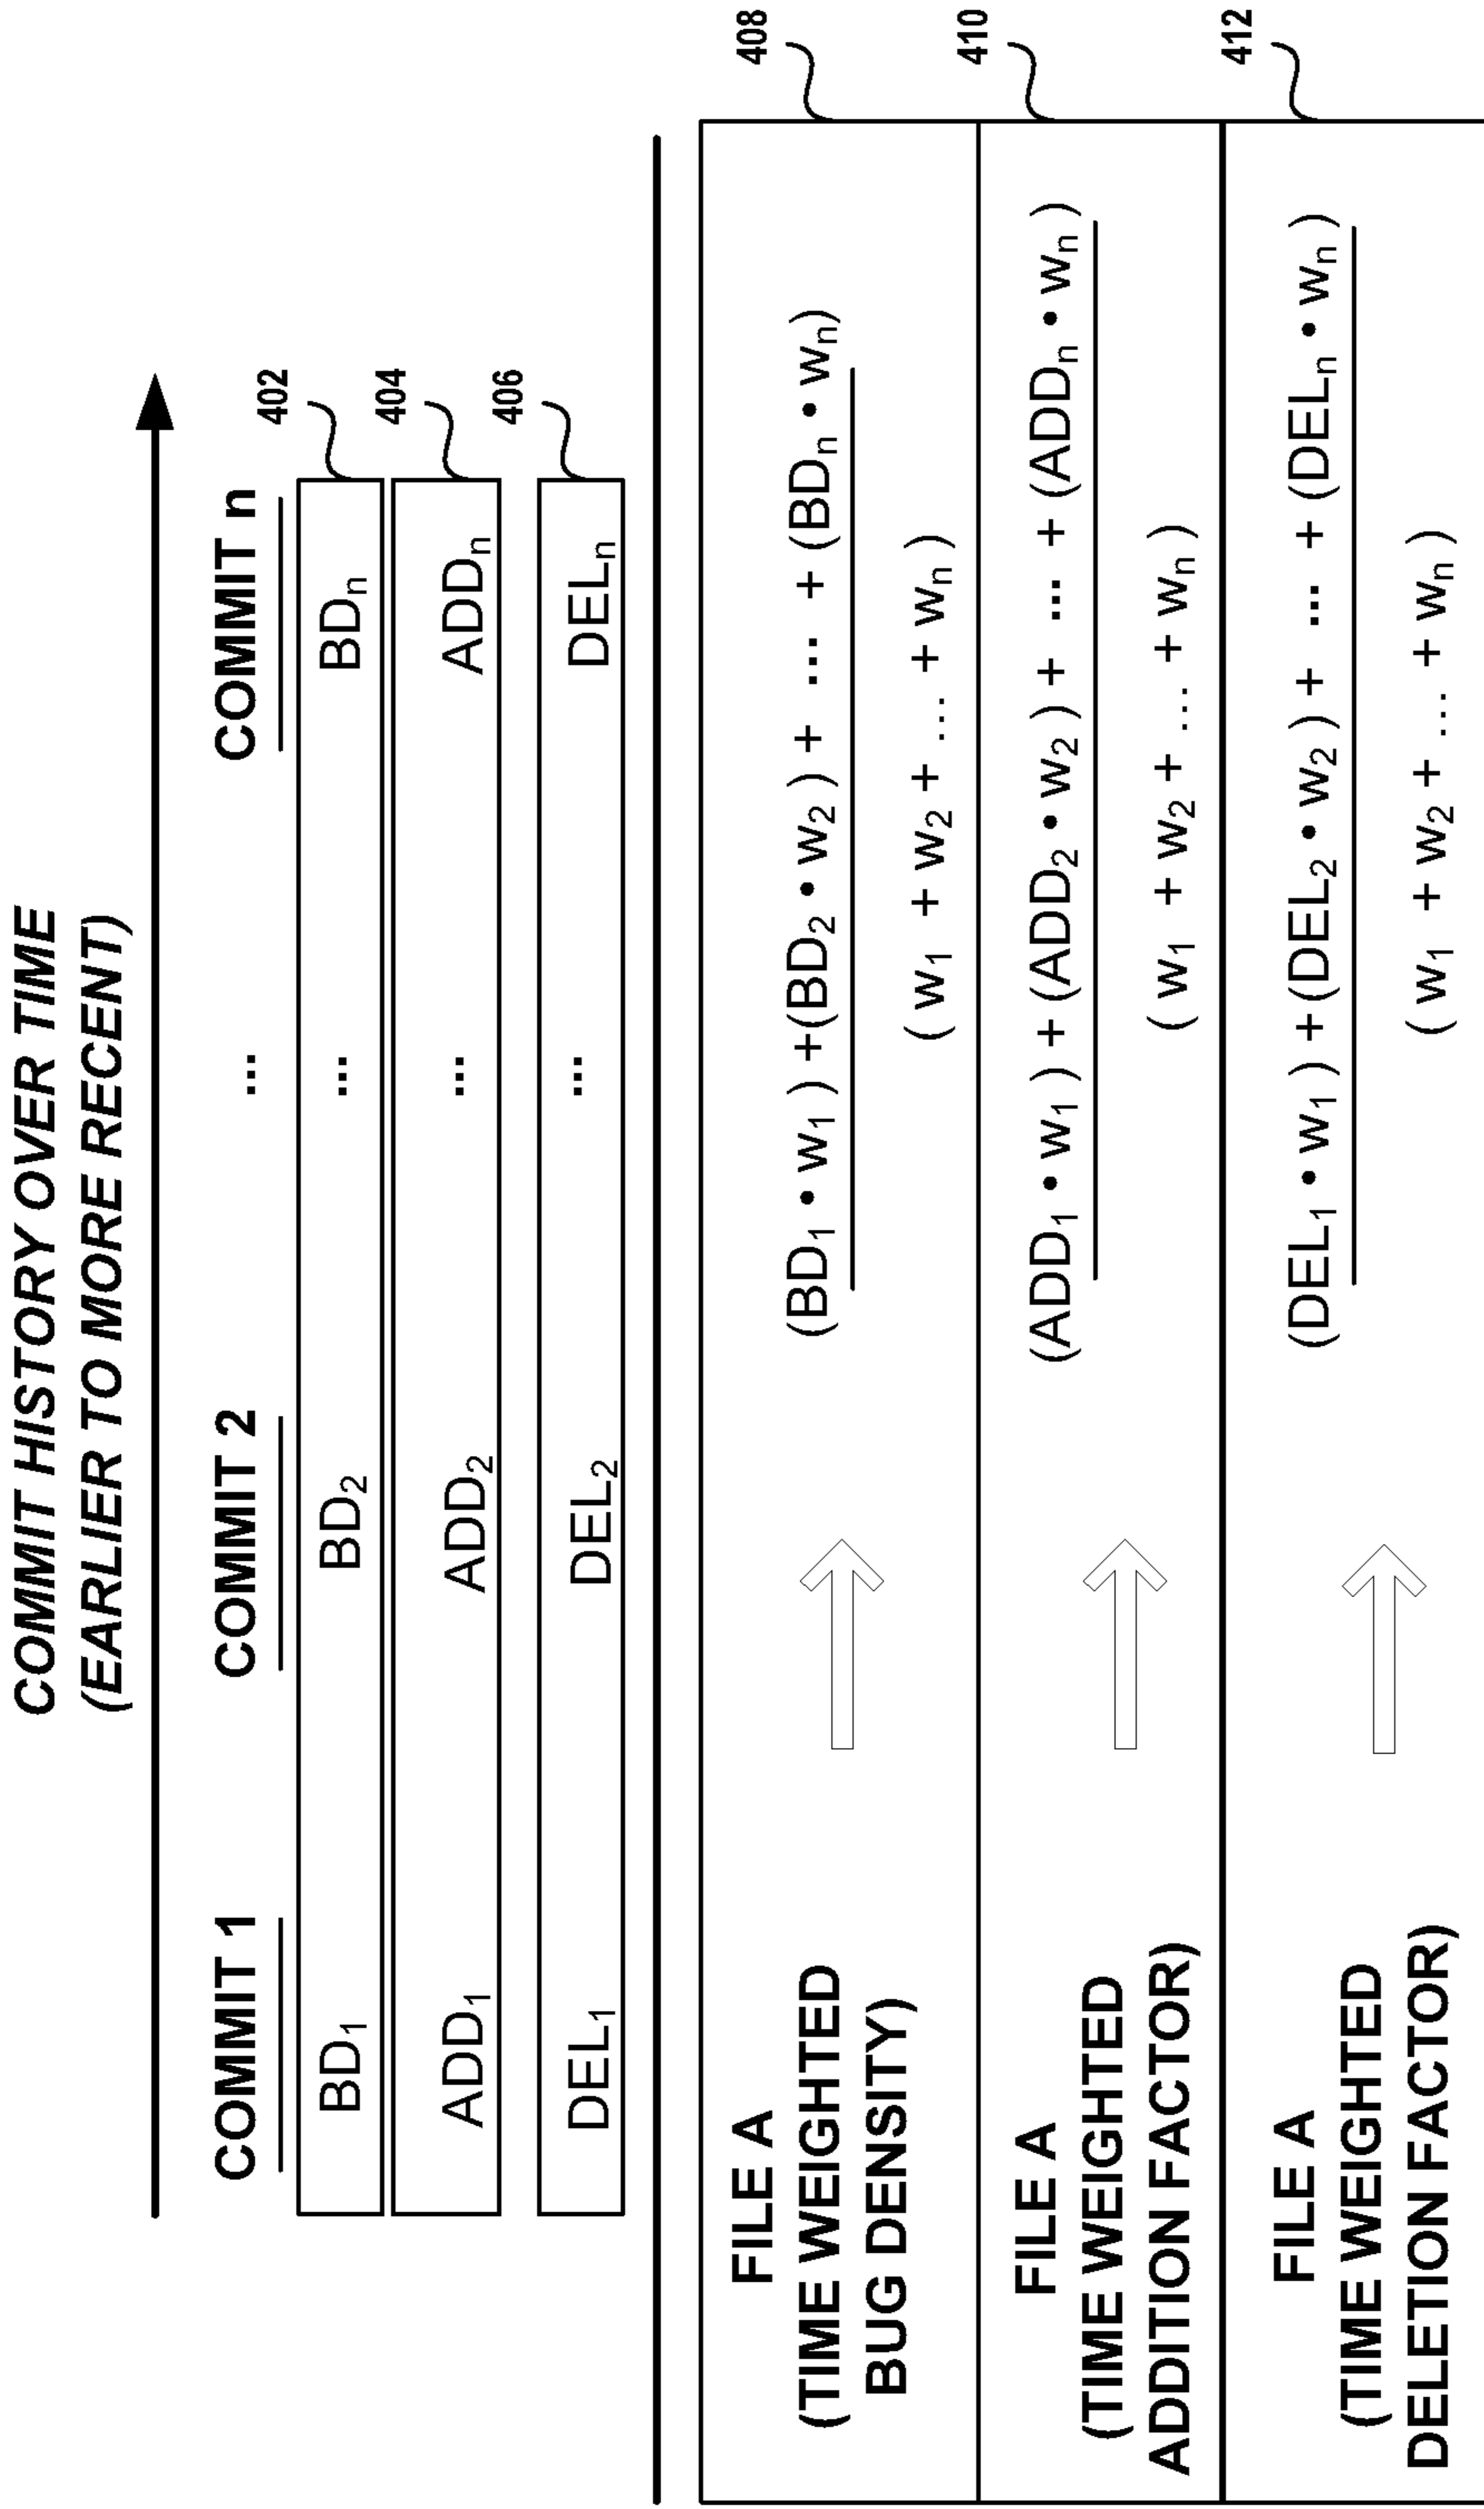 COMMIT HISTORY OVER TIME
(EARLIER TO MORE RECENT)
COMMIT 1 COMMIT 2 ... COMMIT n
402
BD₁ BD₂ ... BDₙ
404
ADD₁ ADD₂ ... ADDₙ
406
DEL₁ DEL₂ ... DELₙ
408
FILE A
(TIME WEIGHTED
BUG DENSITY)
(BD₁ • w₁ ) +(BD₂ • w₂ ) + ... + (BDₙ • wₙ)
( w₁ + w₂ + ... + wₙ )
410
FILE A
(TIME WEIGHTED
ADDITION FACTOR)
(ADD₁ • w₁ ) + (ADD₂ • w₂ ) + ... + (ADDₙ • wₙ )
( w₁ + w₂ + ... + wₙ )
412
FILE A
(TIME WEIGHTED
DELETION FACTOR)
(DEL₁ • w₁ ) +(DEL₂ • w₂ ) + ... + (DELₙ • wₙ )
( w₁ + w₂ + ... + wₙ )